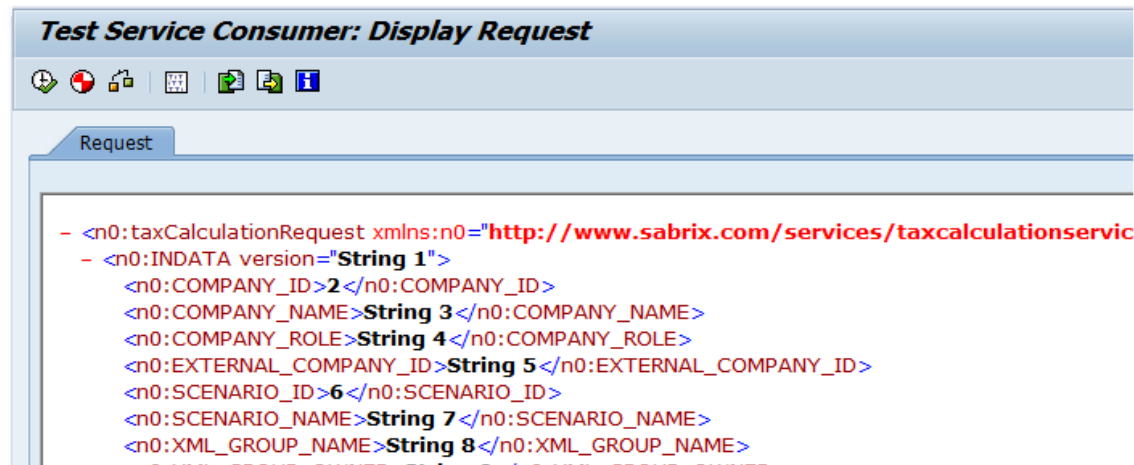 Test Service Consumer: Display Request
Request
- <n0:taxCalculationRequest xmlns:n0="http://www.sabrix.com/services/taxcalculationservic
- <n0:INDATA version="String 1">
<n0:COMPANY_ID>2</n0:COMPANY_ID>
<n0:COMPANY_NAME>String 3</n0:COMPANY_NAME>
<n0:COMPANY_ROLE>String 4</n0:COMPANY_ROLE>
<n0:EXTERNAL_COMPANY_ID>String 5</n0:EXTERNAL_COMPANY_ID>
<n0:SCENARIO_ID>6</n0:SCENARIO_ID>
<n0:SCENARIO_NAME>String 7</n0:SCENARIO_NAME>
<n0:XML_GROUP_NAME>String 8</n0:XML_GROUP_NAME>